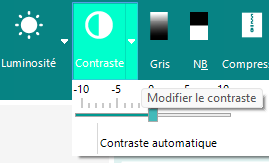 Luminosité Contraste Gris NB Compress
-10 -5 0 5 10
Modifier le contraste
Contraste automatique